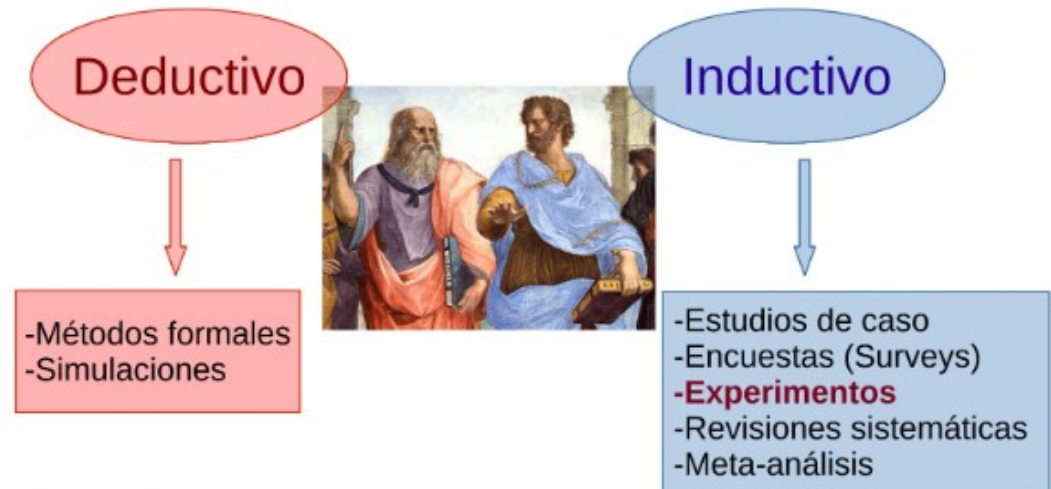 Deductivo
Inductivo
-Métodos formales
-Simulaciones
-Estudios de caso
-Encuestas (Surveys)
-Experimentos
-Revisiones sistemáticas
-Meta-análisis